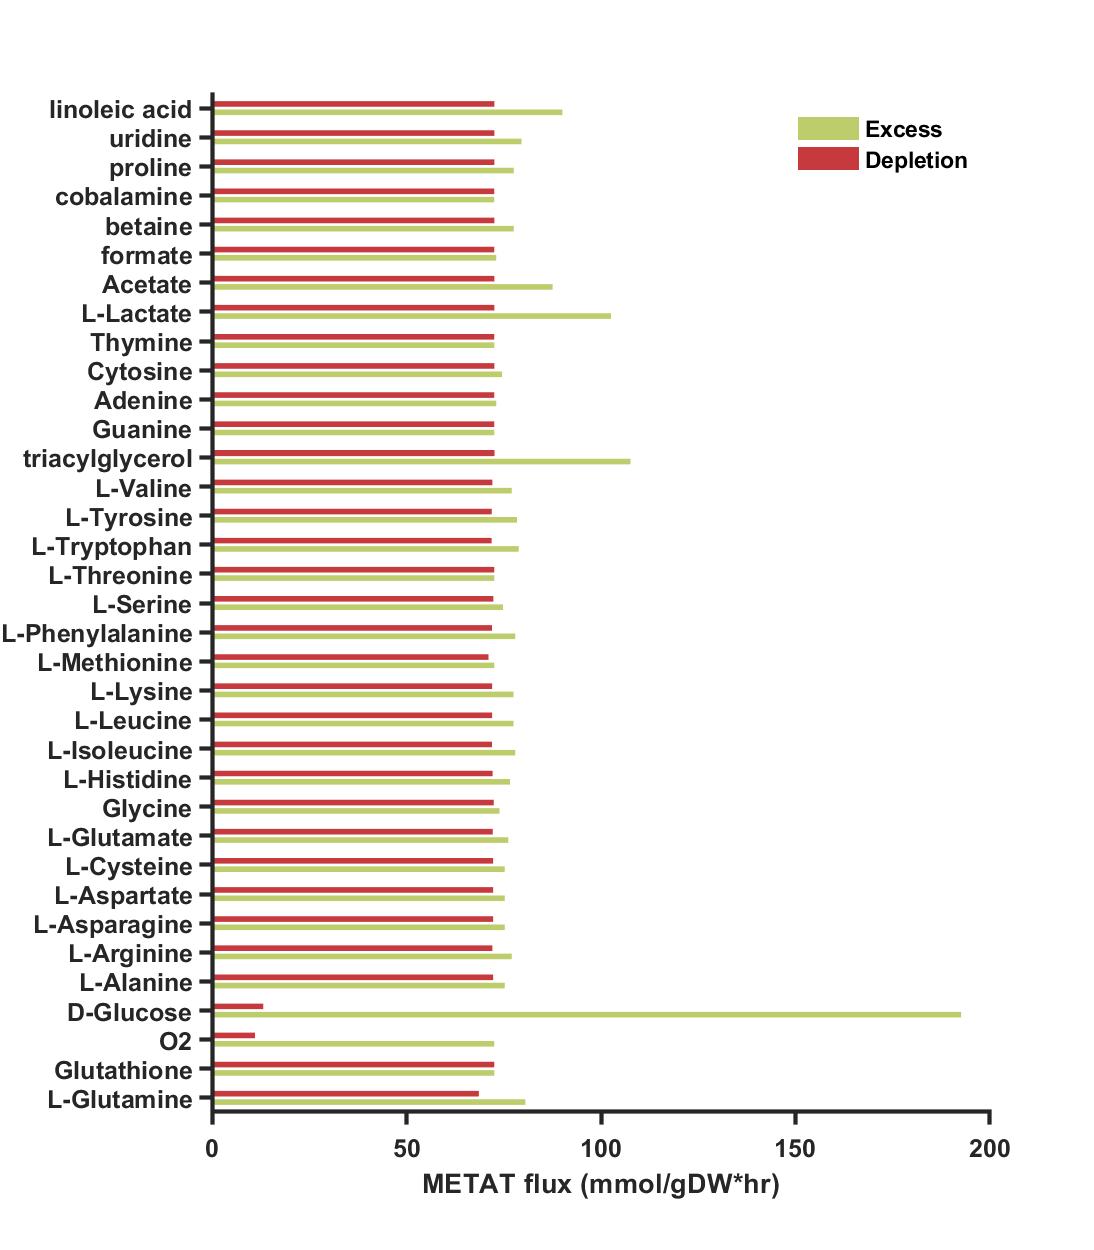 linoleic acid
uridine
proline
cobalamine
betaine
formate
Acetate
L-Lactate
Thymine
Cytosine
Adenine
Guanine
triacylglycerol
L-Valine
L-Tyrosine
L-Tryptophan
L-Threonine
L-Serine
L-Phenylalanine
L-Methionine
L-Lysine
L-Leucine
L-Isoleucine
L-Histidine
Glycine
L-Glutamate
L-Cysteine
L-Aspartate
L-Asparagine
L-Arginine
L-Alanine
D-Glucose
O2
Glutathione
L-Glutamine
Excess
Depletion
0 50 100 150 200
METAT flux (mmol/gDW*hr)